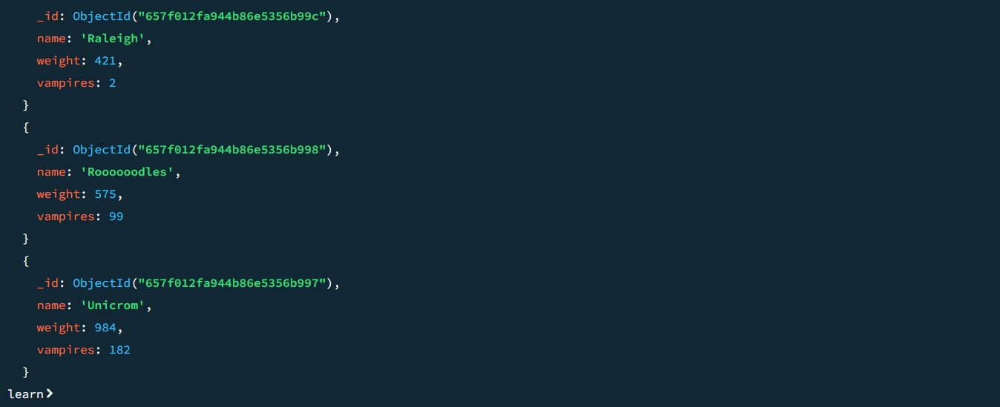 _id: ObjectId("657f012fa944b86e5356b99c"),
name: 'Raleigh',
weight: 421,
vampires: 2
}
{
_id: ObjectId("657f012fa944b86e5356b998"),
name: 'Roooooodles',
weight: 575,
vampires: 99
}
{
_id: ObjectId("657f012fa944b86e5356b997"),
name: 'Unicrom',
weight: 984,
vampires: 182
}
learn>